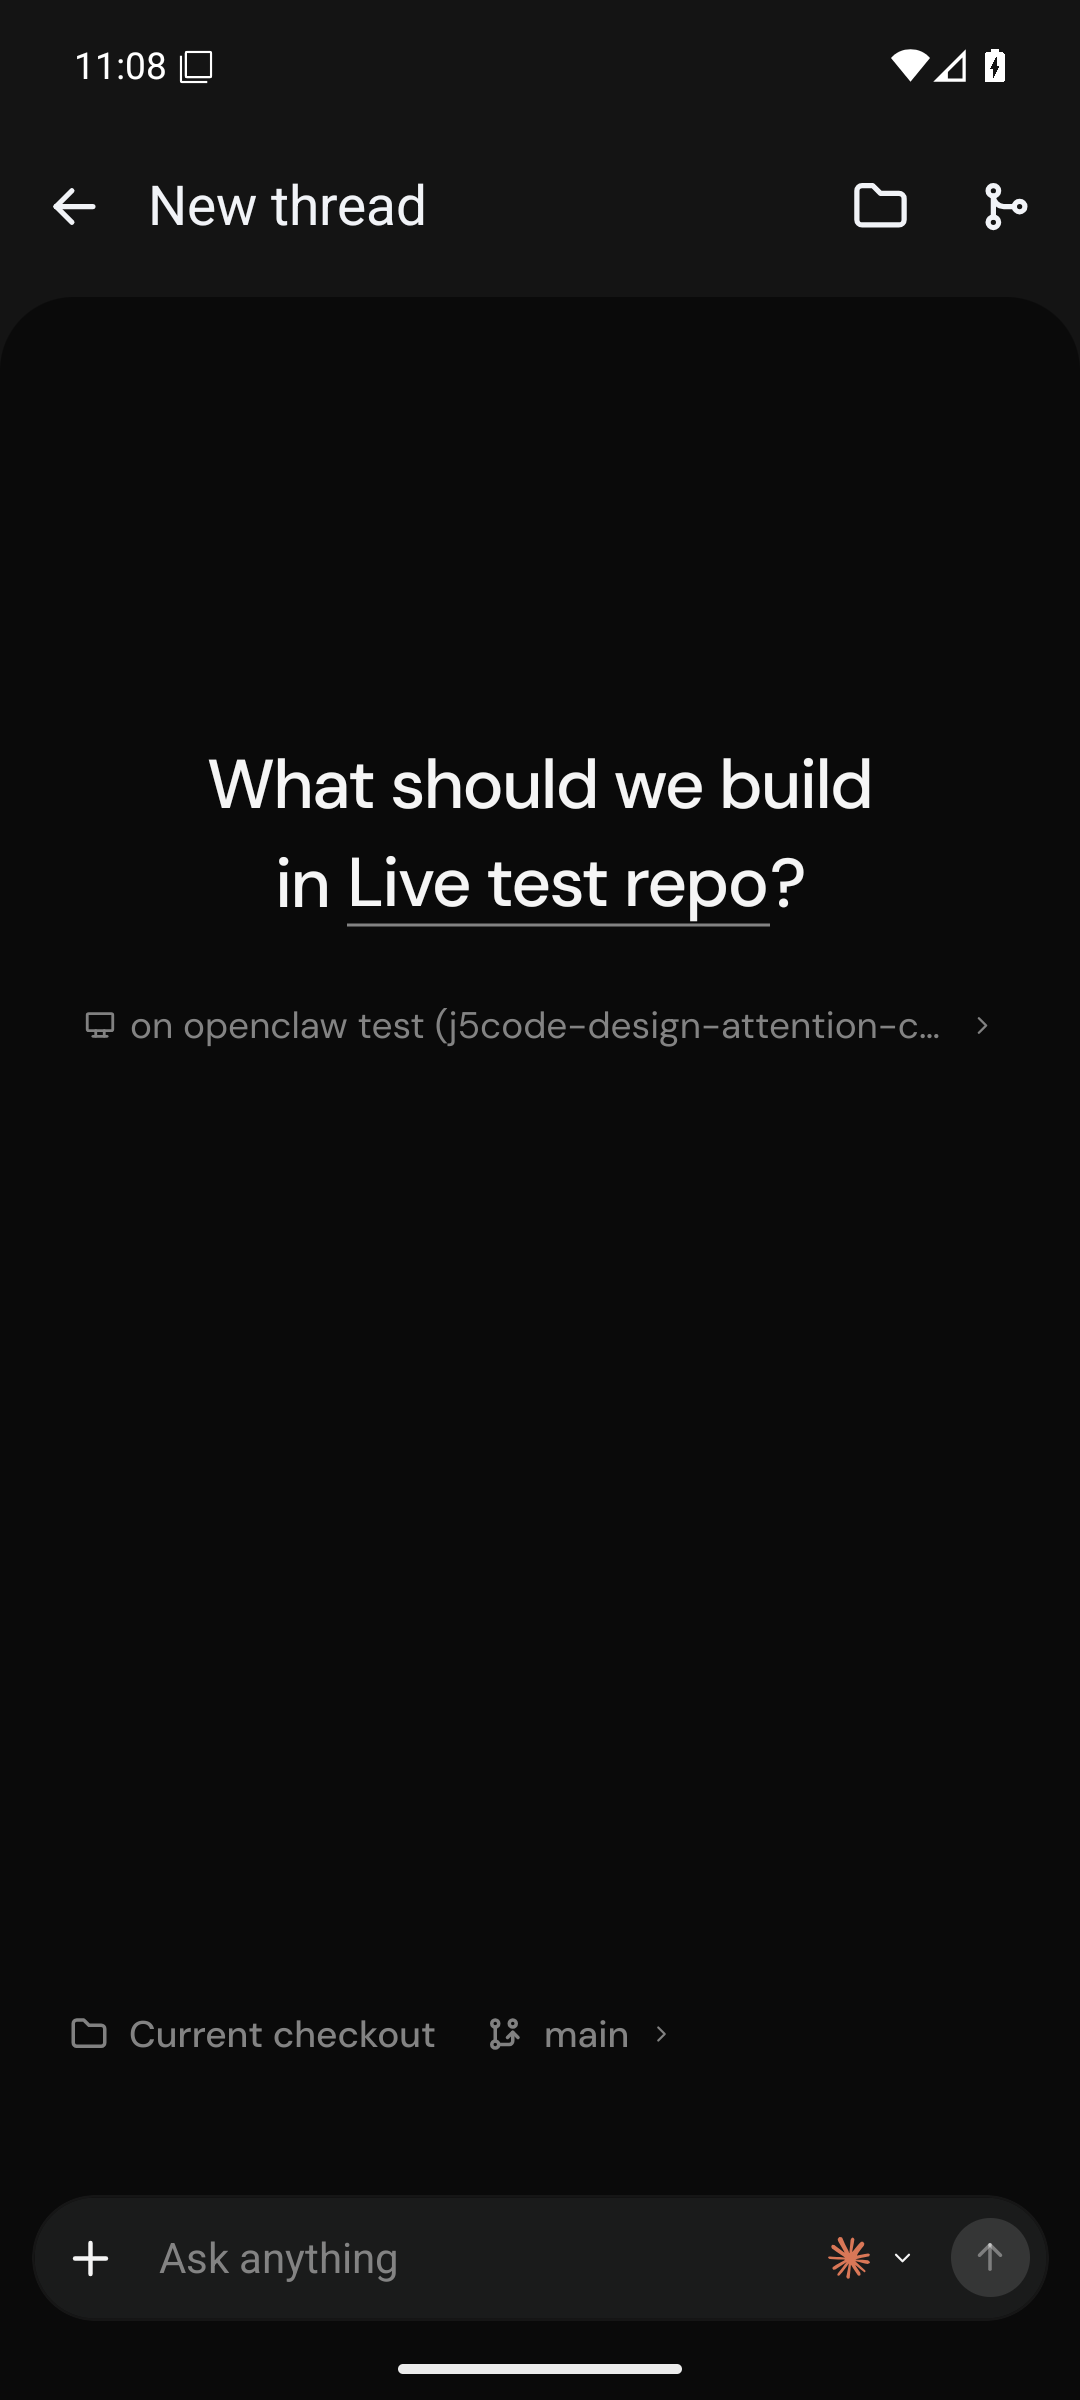 11:08
New thread
What should we build
in Live test repo?
on openclaw test (j5code-design-attention-c...
Current checkout
main
Ask anything